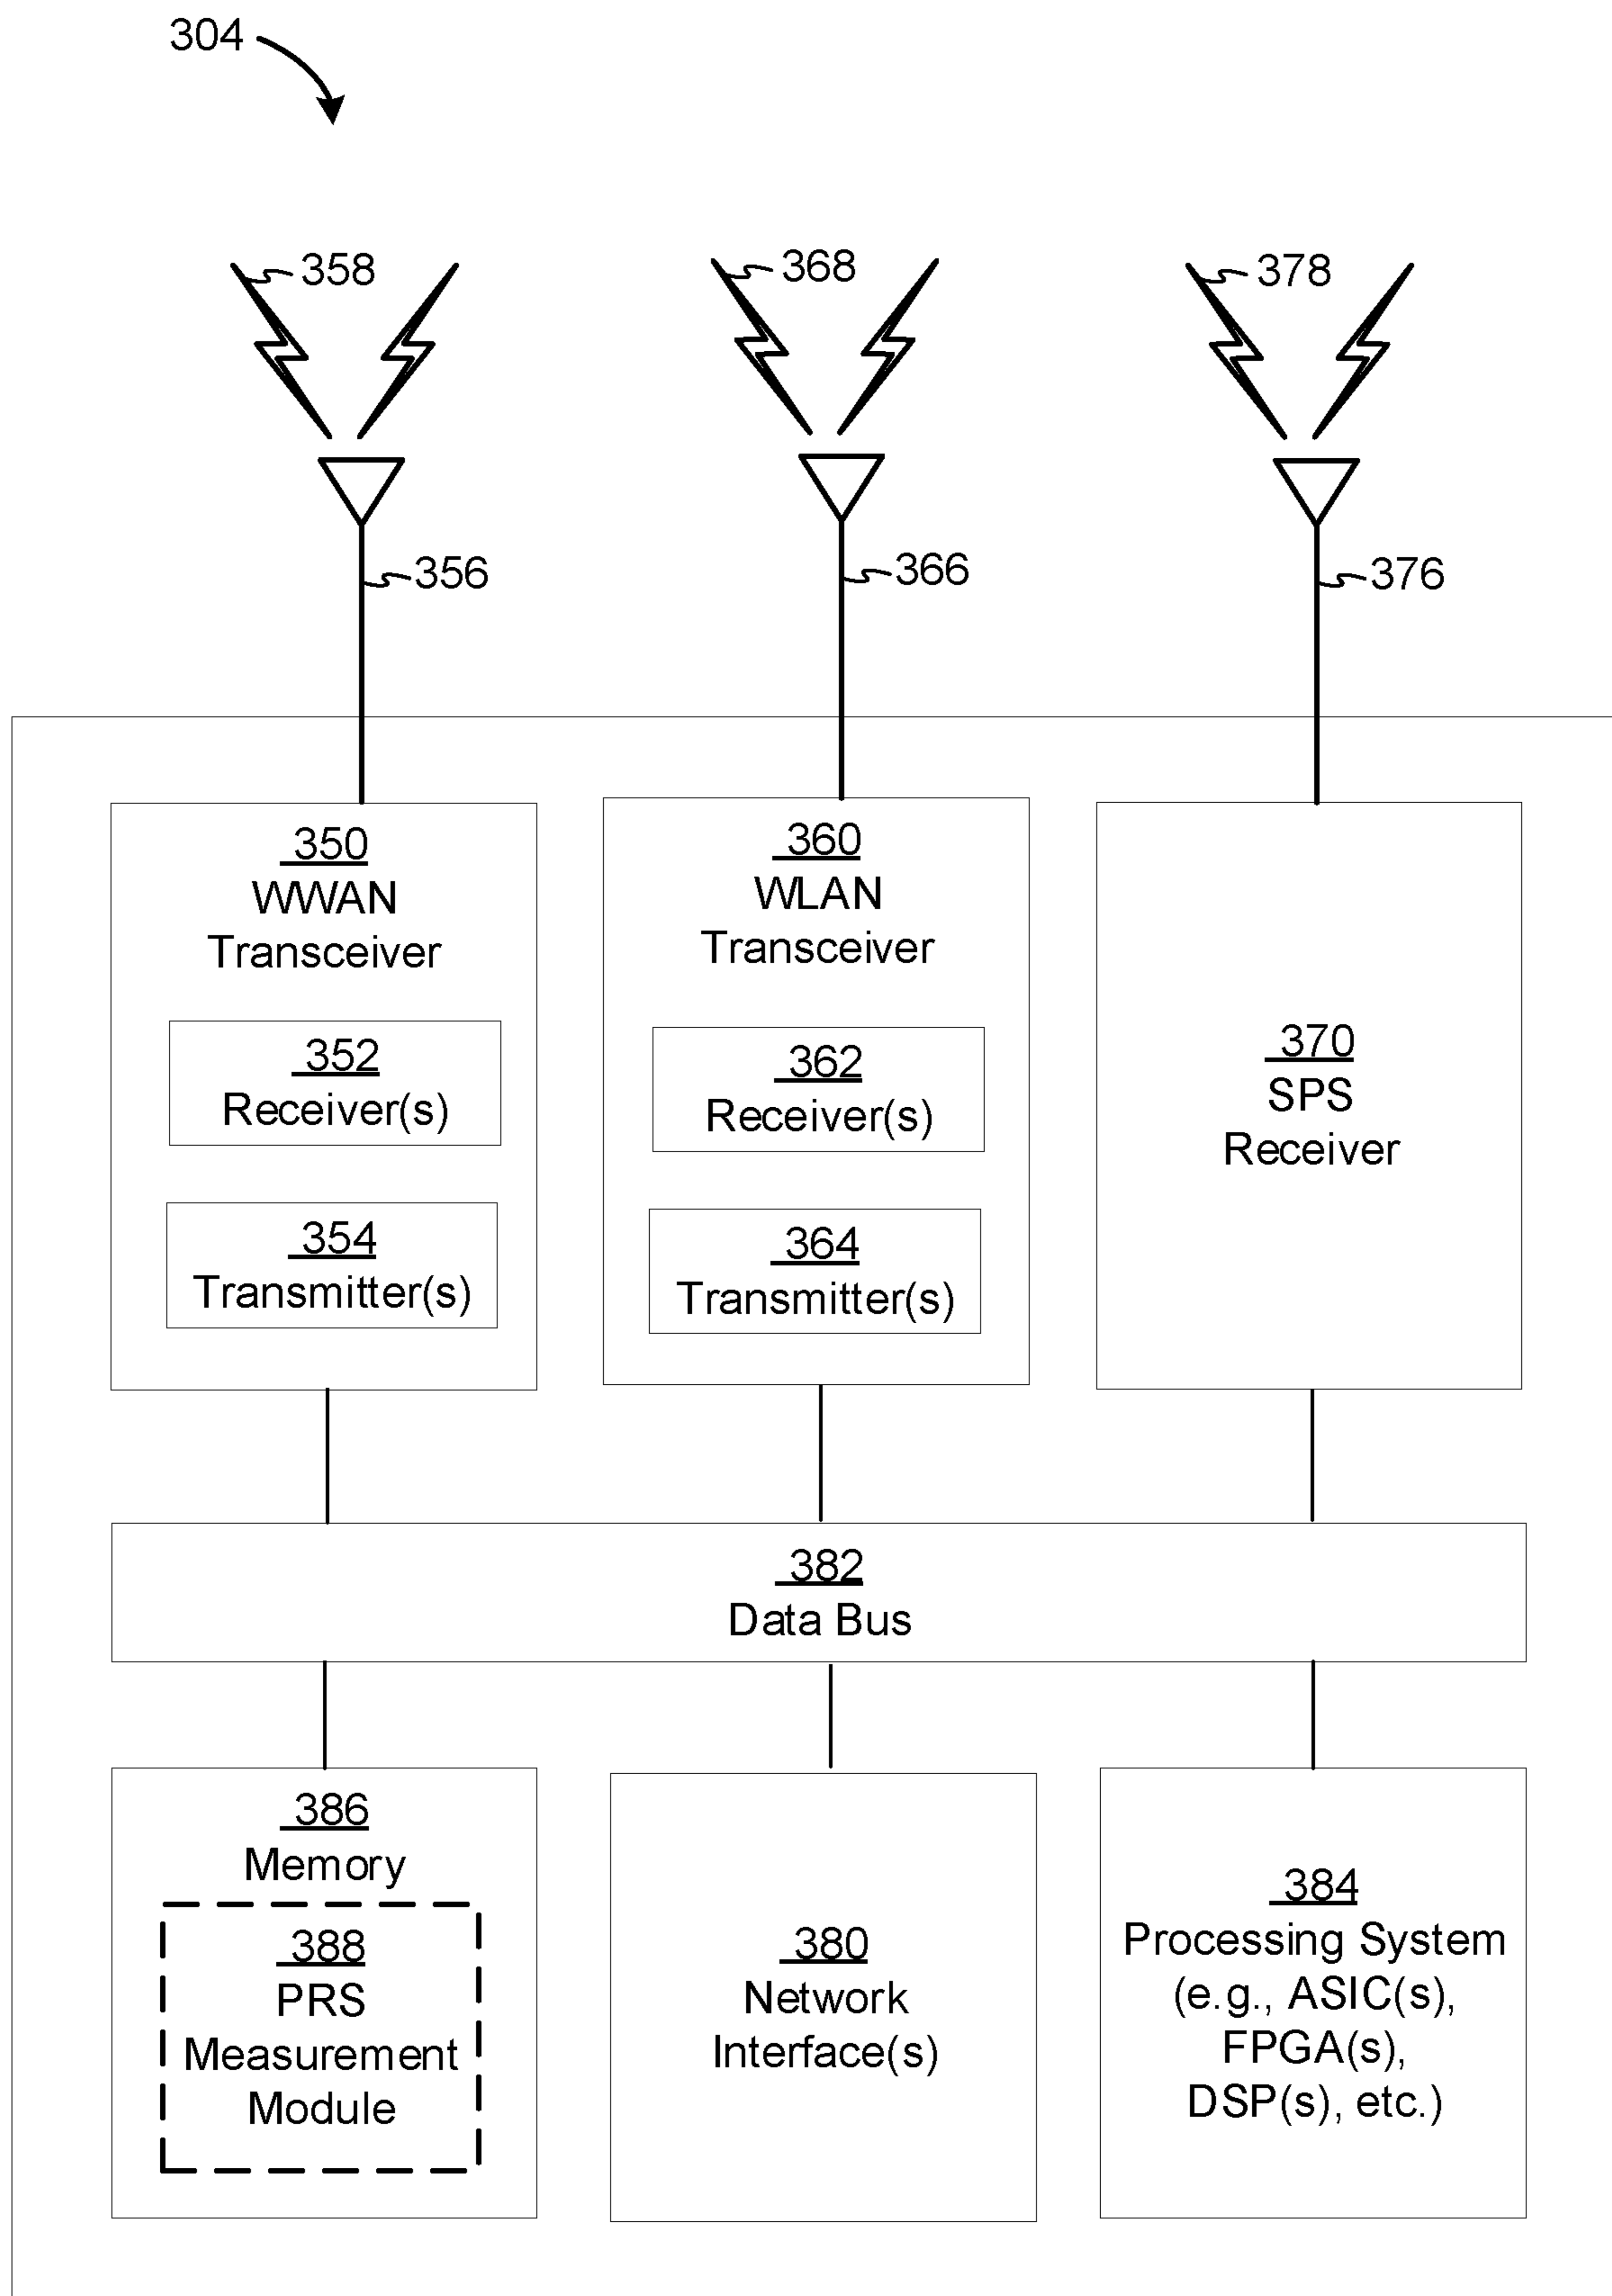 304
358
368
378
356
366
376
350
WWAN
Transceiver
352
Receiver(s)
354
Transmitter(s)
360
WLAN
Transceiver
362
Receiver(s)
364
Transmitter(s)
370
SPS
Receiver
382
Data Bus
386
Memory
388
PRS
Measurement
Module
380
Network
Interface(s)
384
Processing System
(e.g., ASIC(s),
FPGA(s),
DSP(s), etc.)